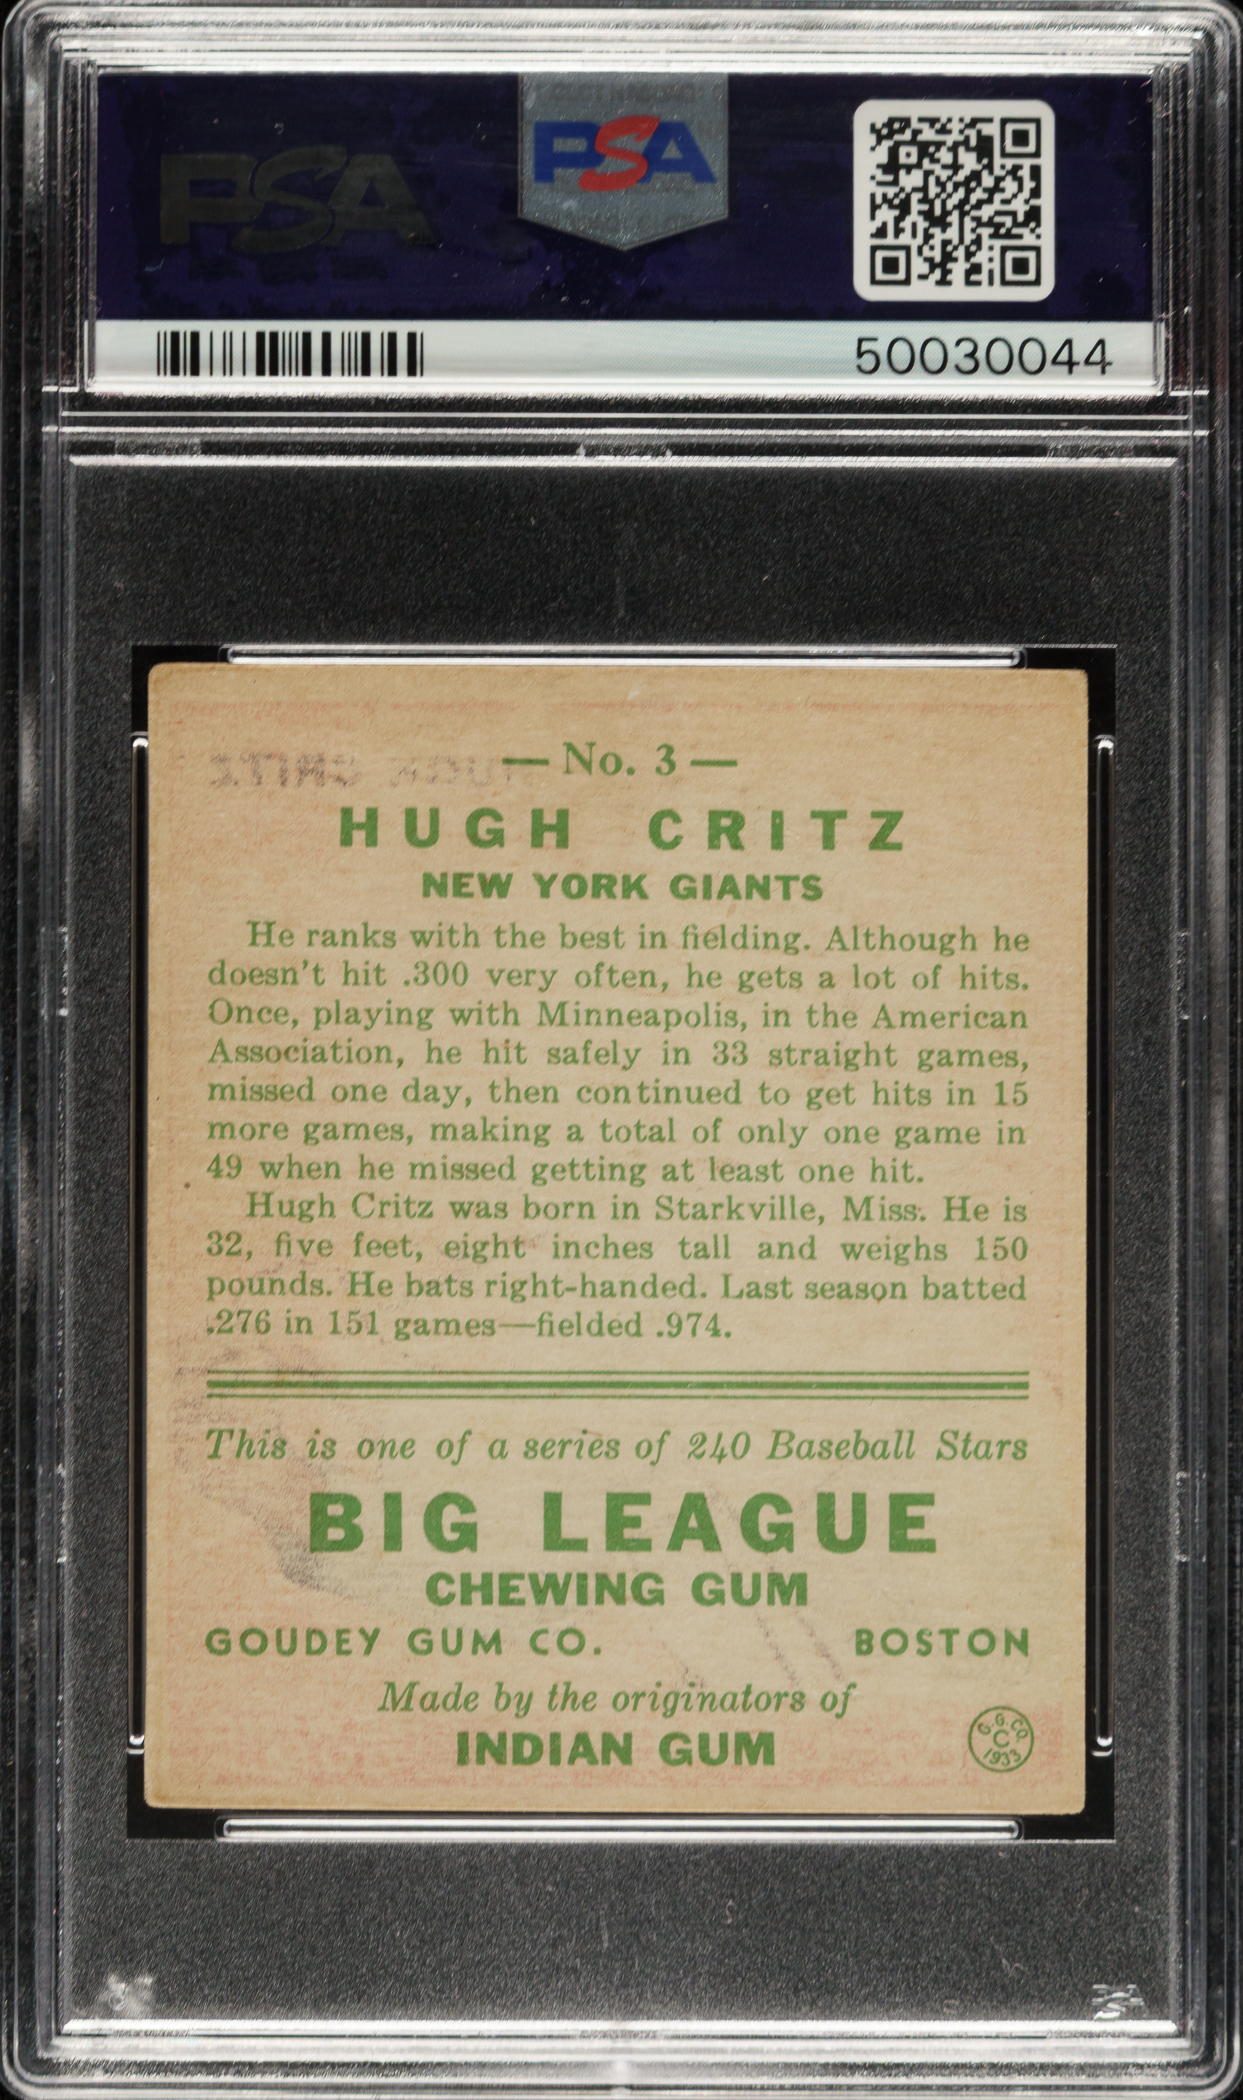 PSA
PSA
50030044
— No. 3 —
HUGH CRITZ
NEW YORK GIANTS
He ranks with the best in fielding. Although he
doesn't hit .300 very often, he gets a lot of hits.
Once, playing with Minneapolis, in the American
Association, he hit safely in 33 straight games,
missed one day, then continued to get hits in 15
more games, making a total of only one game in
49 when he missed getting at least one hit.
Hugh Critz was born in Starkville, Miss. He is
32, five feet, eight inches tall and weighs 150
pounds. He bats right-handed. Last season batted
.276 in 151 games—fielded .974.
This is one of a series of 240 Baseball Stars
BIG LEAGUE
CHEWING GUM
GOUDEY GUM CO. BOSTON
Made by the originators of
INDIAN GUM
G.G.CO.
C
1933